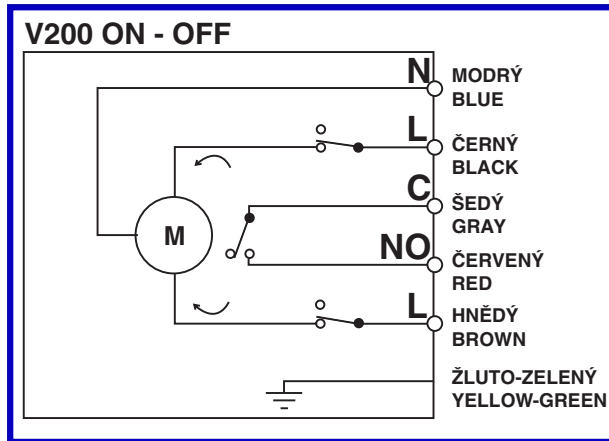 V200 ON - OFF
N MODRÝ
BLUE
L ČERNÝ
BLACK
C ŠEDÝ
GRAY
M
NO ČERVENÝ
RED
L HNĚDÝ
BROWN
ŽLUTO-ZELENÝ
YELLOW-GREEN